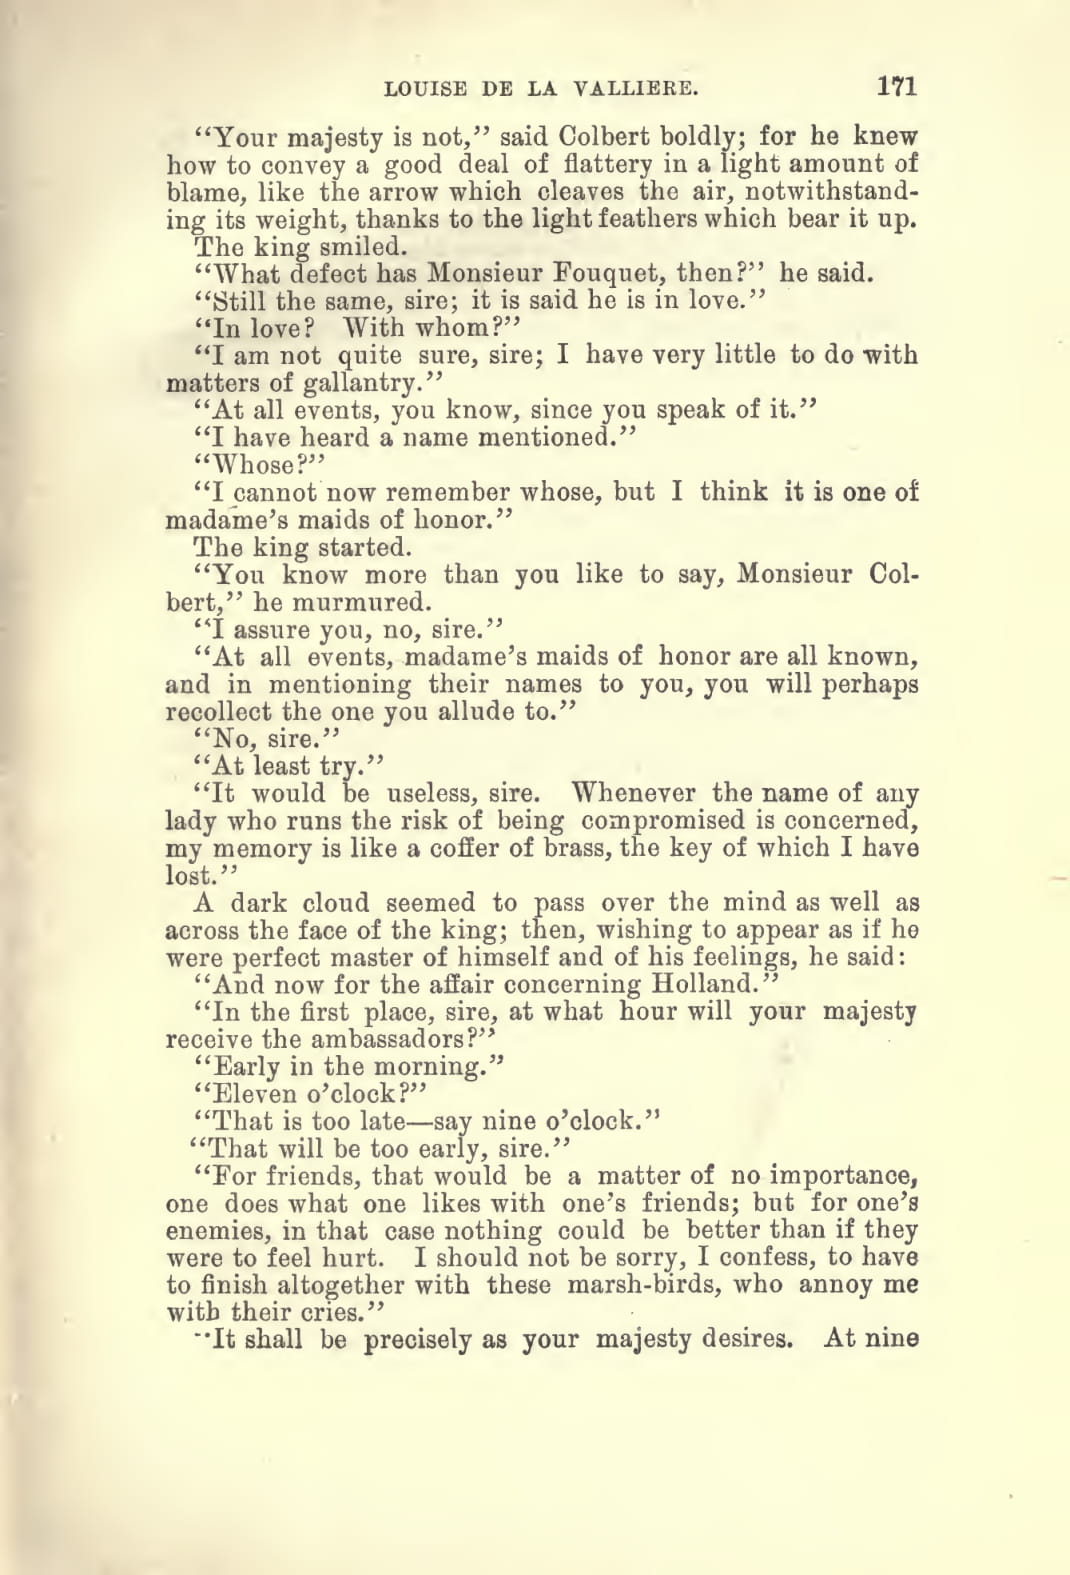 LOUISE DE LA VALLIERE. 171
“Your majesty is not,” said Colbert boldly; for he knew
how to convey a good deal of flattery in a light amount of
blame, like the arrow which cleaves the air, notwithstand-
ing its weight, thanks to the light feathers which bear it up.
The king smiled.
“What defect has Monsieur Fouquet, then?” he said.
“Still the same, sire; it is said he is in love.”
“In love? With whom?”
“I am not quite sure, sire; I have very little to do with
matters of gallantry.”
“At all events, you know, since you speak of it.”
“I have heard a name mentioned.”
“Whose?”
“I cannot now remember whose, but I think it is one of
madame’s maids of honor.”
The king started.
“You know more than you like to say, Monsieur Col-
bert,” he murmured.
“I assure you, no, sire.”
“At all events, madame’s maids of honor are all known,
and in mentioning their names to you, you will perhaps
recollect the one you allude to.”
“No, sire.”
“At least try.”
“It would be useless, sire. Whenever the name of any
lady who runs the risk of being compromised is concerned,
my memory is like a coffer of brass, the key of which I have
lost.”
A dark cloud seemed to pass over the mind as well as
across the face of the king; then, wishing to appear as if he
were perfect master of himself and of his feelings, he said:
“And now for the affair concerning Holland.”
“In the first place, sire, at what hour will your majesty
receive the ambassadors?”
“Early in the morning.”
“Eleven o’clock?”
“That is too late—say nine o’clock.”
“That will be too early, sire.”
“For friends, that would be a matter of no importance,
one does what one likes with one’s friends; but for one’s
enemies, in that case nothing could be better than if they
were to feel hurt. I should not be sorry, I confess, to have
to finish altogether with these marsh-birds, who annoy me
with their cries.”
“It shall be precisely as your majesty desires. At nine